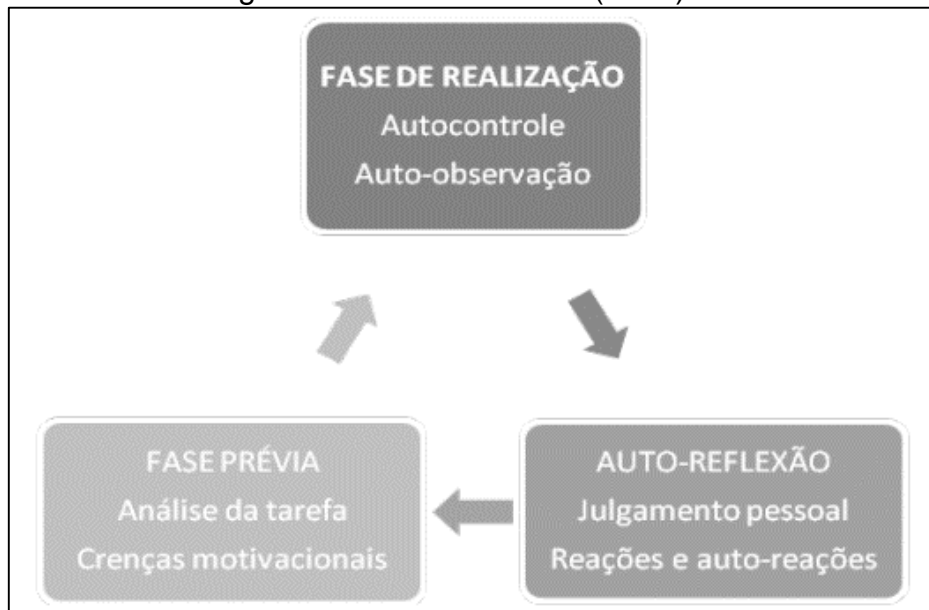 FASE DE REALIZAÇÃO
Autocontrole
Auto-observação
FASE PRÉVIA
Análise da tarefa
Crenças motivacionais
AUTO-REFLEXÃO
Julgamento pessoal
Reações e auto-reações